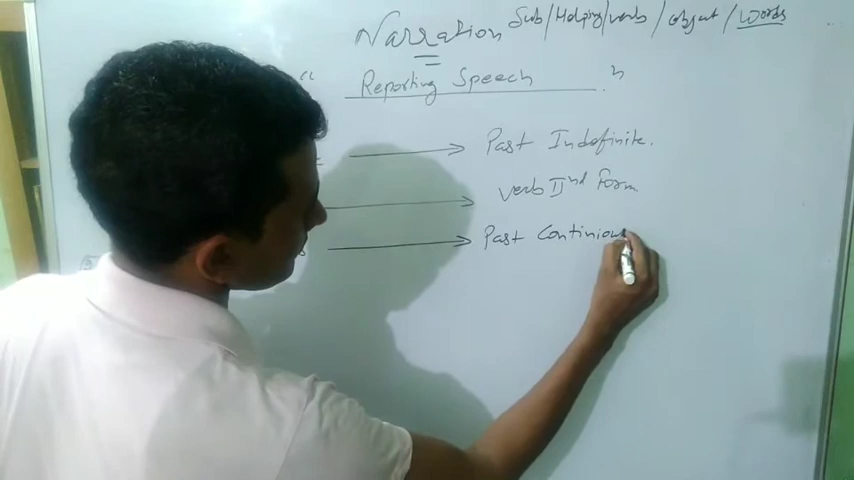 Narration Sub/Helping/verb/object/words
" Reporting Speech "
Past Indefinite.
verb IInd Form
Past Continious